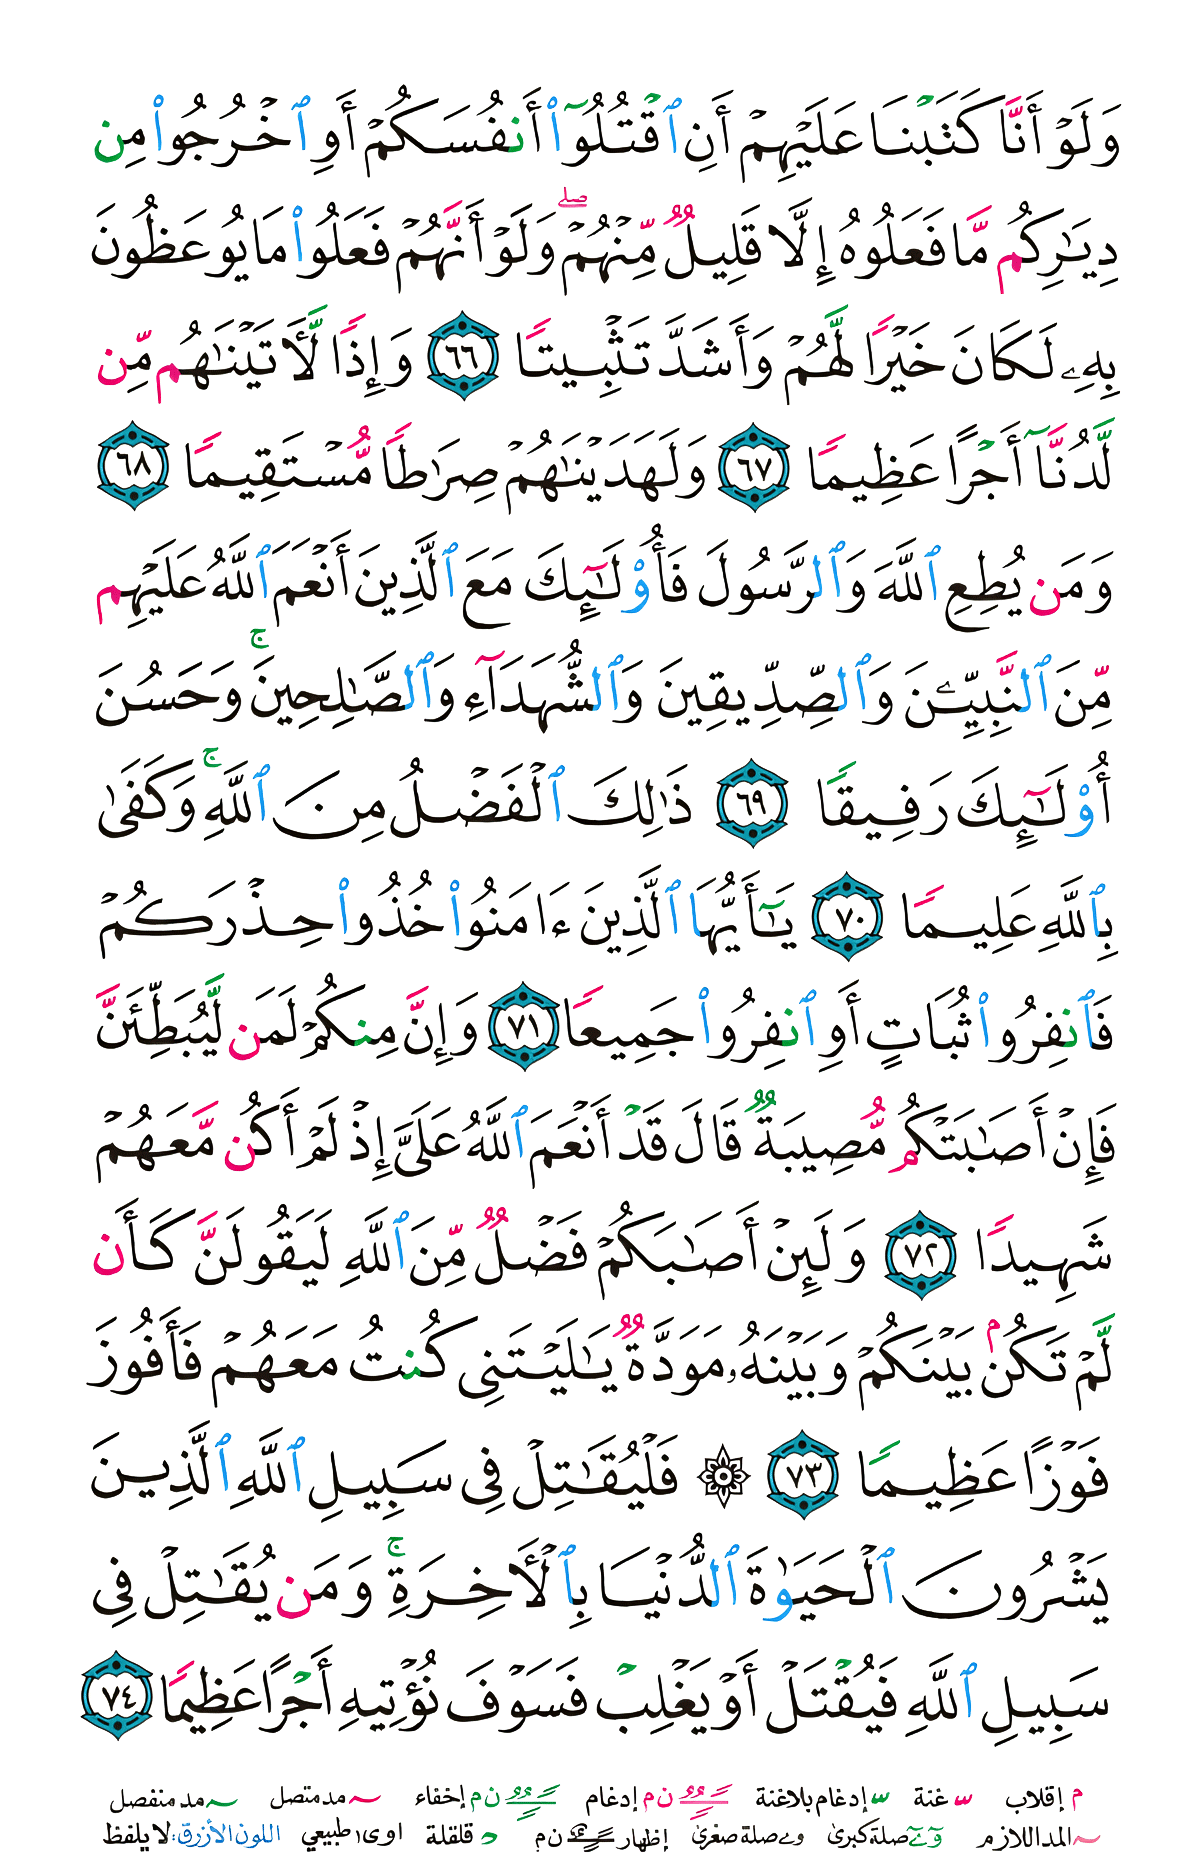 وَلَوْ أَنَّا كَتَبْنَا عَلَيْهِمْ أَنِ ٱقْتُلُوٓا۟ أَنفُسَكُمْ أَوِ ٱخْرُجُوا۟ مِن
دِيَـٰرِكُم مَّا فَعَلُوهُ إِلَّا قَلِيلٌ مِّنْهُمْ ۖ وَلَوْ أَنَّهُمْ فَعَلُوا۟ مَا يُوعَظُونَ
بِهِۦ لَكَانَ خَيْرًا لَّهُمْ وَأَشَدَّ تَثْبِيتًا ٦٦ وَإِذًا لَّـَٔاتَيْنَـٰهُم مِّن
لَّدُنَّآ أَجْرًا عَظِيمًا ٦٧ وَلَهَدَيْنَـٰهُمْ صِرَٰطًا مُّسْتَقِيمًا ٦٨
وَمَن يُطِعِ ٱللَّهَ وَٱلرَّسُولَ فَأُو۟لَـٰٓئِكَ مَعَ ٱلَّذِينَ أَنْعَمَ ٱللَّهُ عَلَيْهِم
مِّنَ ٱلنَّبِيِّـۧنَ وَٱلصِّدِّيقِينَ وَٱلشُّهَدَآءِ وَٱلصَّـٰلِحِينَ ۚ وَحَسُنَ
أُو۟لَـٰٓئِكَ رَفِيقًا ٦٩ ذَٰلِكَ ٱلْفَضْلُ مِنَ ٱللَّهِ ۚ وَكَفَىٰ
بِٱللَّهِ عَلِيمًا ٧٠ يَـٰٓأَيُّهَا ٱلَّذِينَ ءَامَنُوا۟ خُذُوا۟ حِذْرَكُمْ
فَٱنفِرُوا۟ ثُبَاتٍ أَوِ ٱنفِرُوا۟ جَمِيعًا ٧١ وَإِنَّ مِنكُمْ لَمَن لَّيُبَطِّئَنَّ
فَإِنْ أَصَـٰبَتْكُم مُّصِيبَةٌ قَالَ قَدْ أَنْعَمَ ٱللَّهُ عَلَىَّ إِذْ لَمْ أَكُن مَّعَهُمْ
شَهِيدًا ٧٢ وَلَئِنْ أَصَـٰبَكُمْ فَضْلٌ مِّنَ ٱللَّهِ لَيَقُولَنَّ كَأَن
لَّمْ تَكُنۢ بَيْنَكُمْ وَبَيْنَهُۥ مَوَدَّةٌ يَـٰلَيْتَنِى كُنتُ مَعَهُمْ فَأَفُوزَ
فَوْزًا عَظِيمًا ٧٣ ۞ فَلْيُقَـٰتِلْ فِى سَبِيلِ ٱللَّهِ ٱلَّذِينَ
يَشْرُونَ ٱلْحَيَوٰةَ ٱلدُّنْيَا بِٱلْـَٔاخِرَةِ ۚ وَمَن يُقَـٰتِلْ فِى
سَبِيلِ ٱللَّهِ فَيُقْتَلْ أَوْ يَغْلِبْ فَسَوْفَ نُؤْتِيهِ أَجْرًا عَظِيمًا ٧٤
م إقلاب ّ غنة ّ إدغام بلاغنة ن م إدغام ن م إخفاء ~ مد متصل ~ مد منفصل
~ المد اللازم وۤ ےۤ صلة كبرى و ے صلة صغرى إظهار ن م د قلقلة اوى طبيعي اللون الأزرق: لا يلفظ